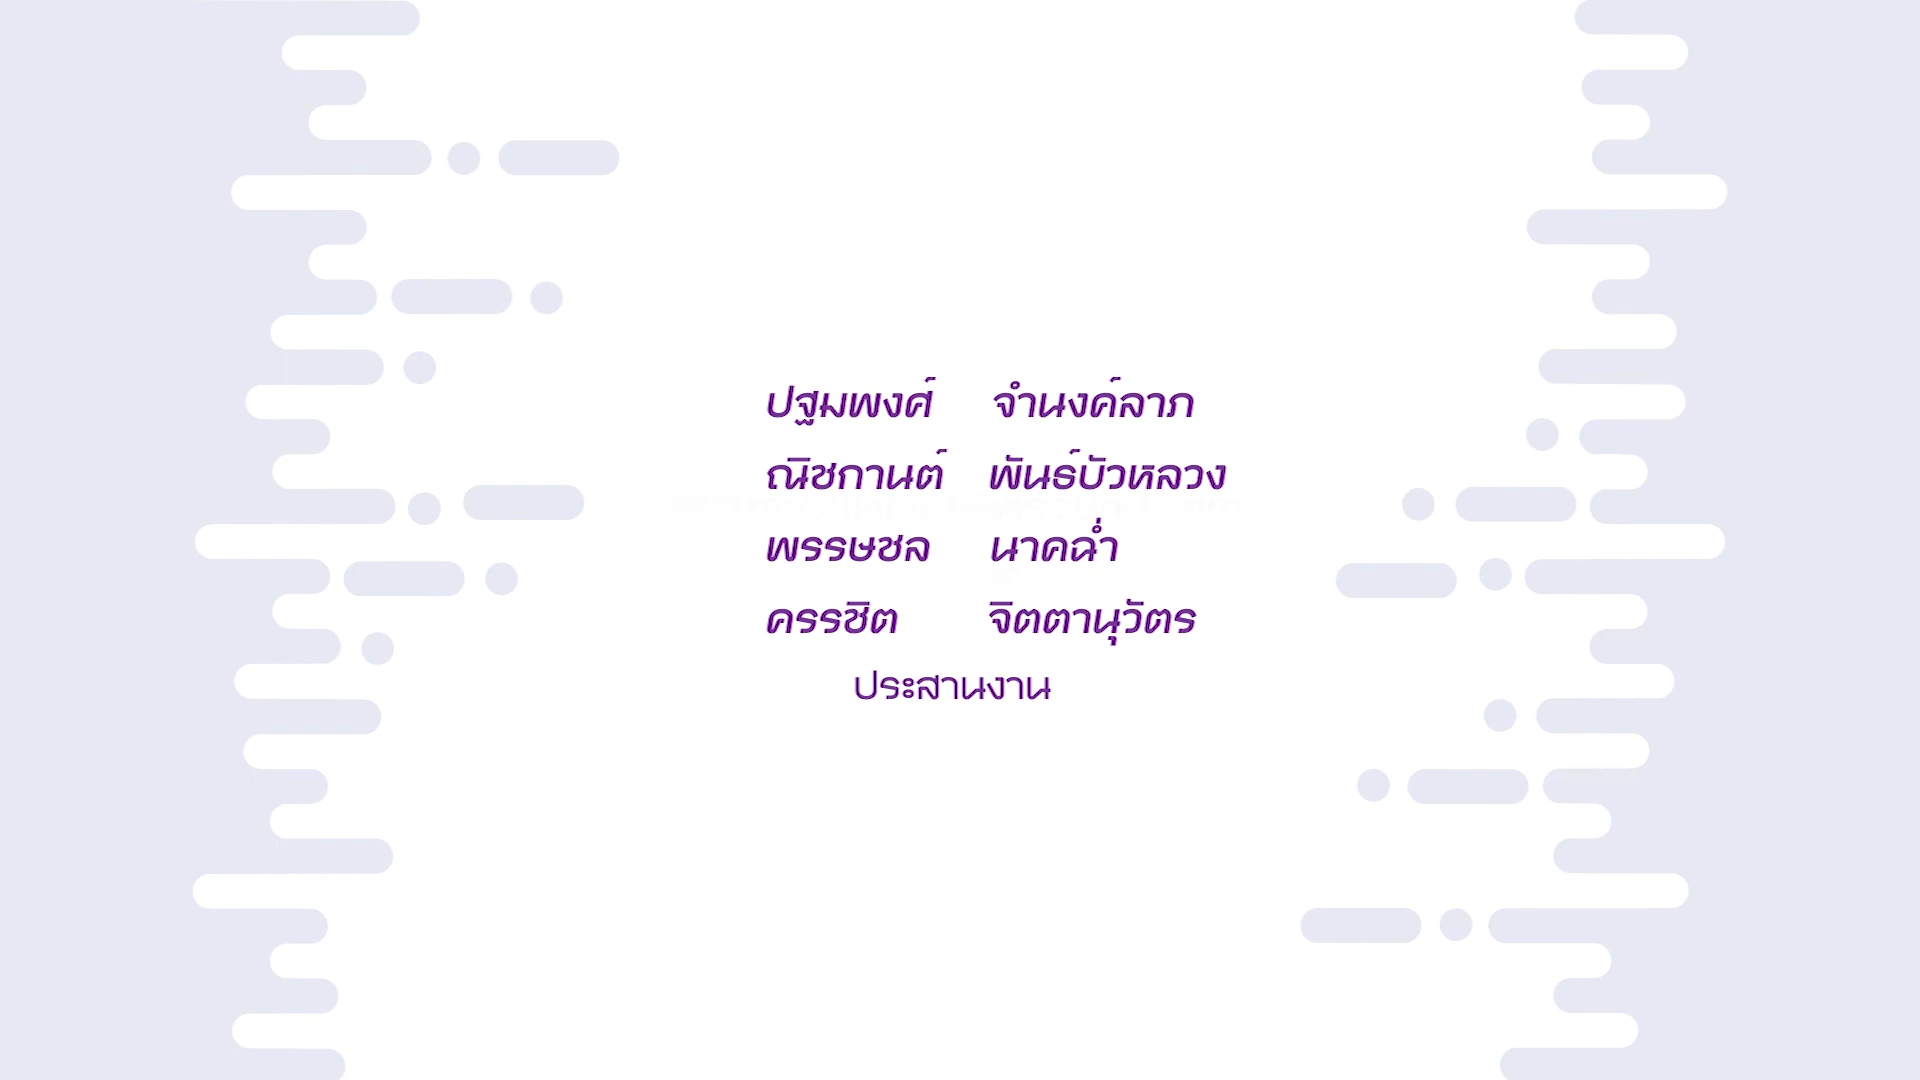 ปฐมพงศ์ จำนงค์ลาภ
ณิชกานต์ พันธ์บัวหลวง
พรรษชล นาคฉ่ำ
ครรชิต จิตตานุวัตร
ประสานงาน